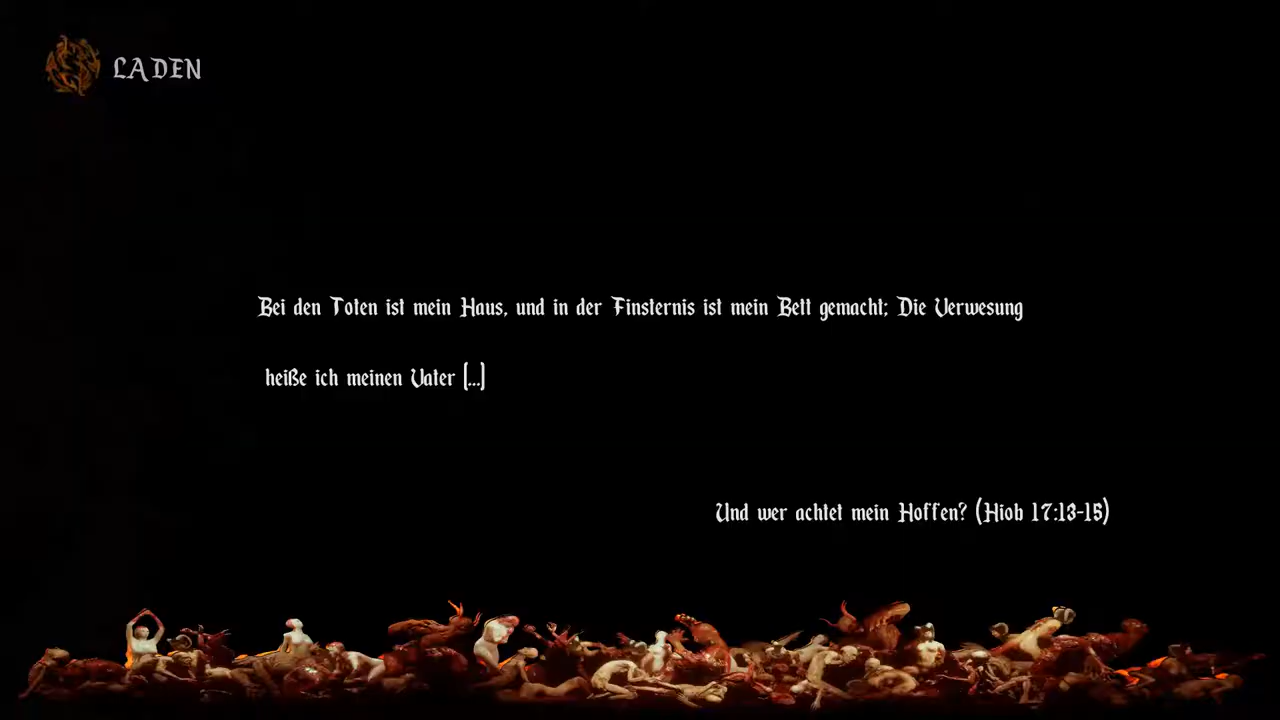 LADEN
Bei den Toten ist mein Haus, und in der Finsternis ist mein Bett gemacht; Die Verwesung
heiße ich meinen Vater [...]
Und wer achtet mein Hoffen? (Hiob 17:13-15)